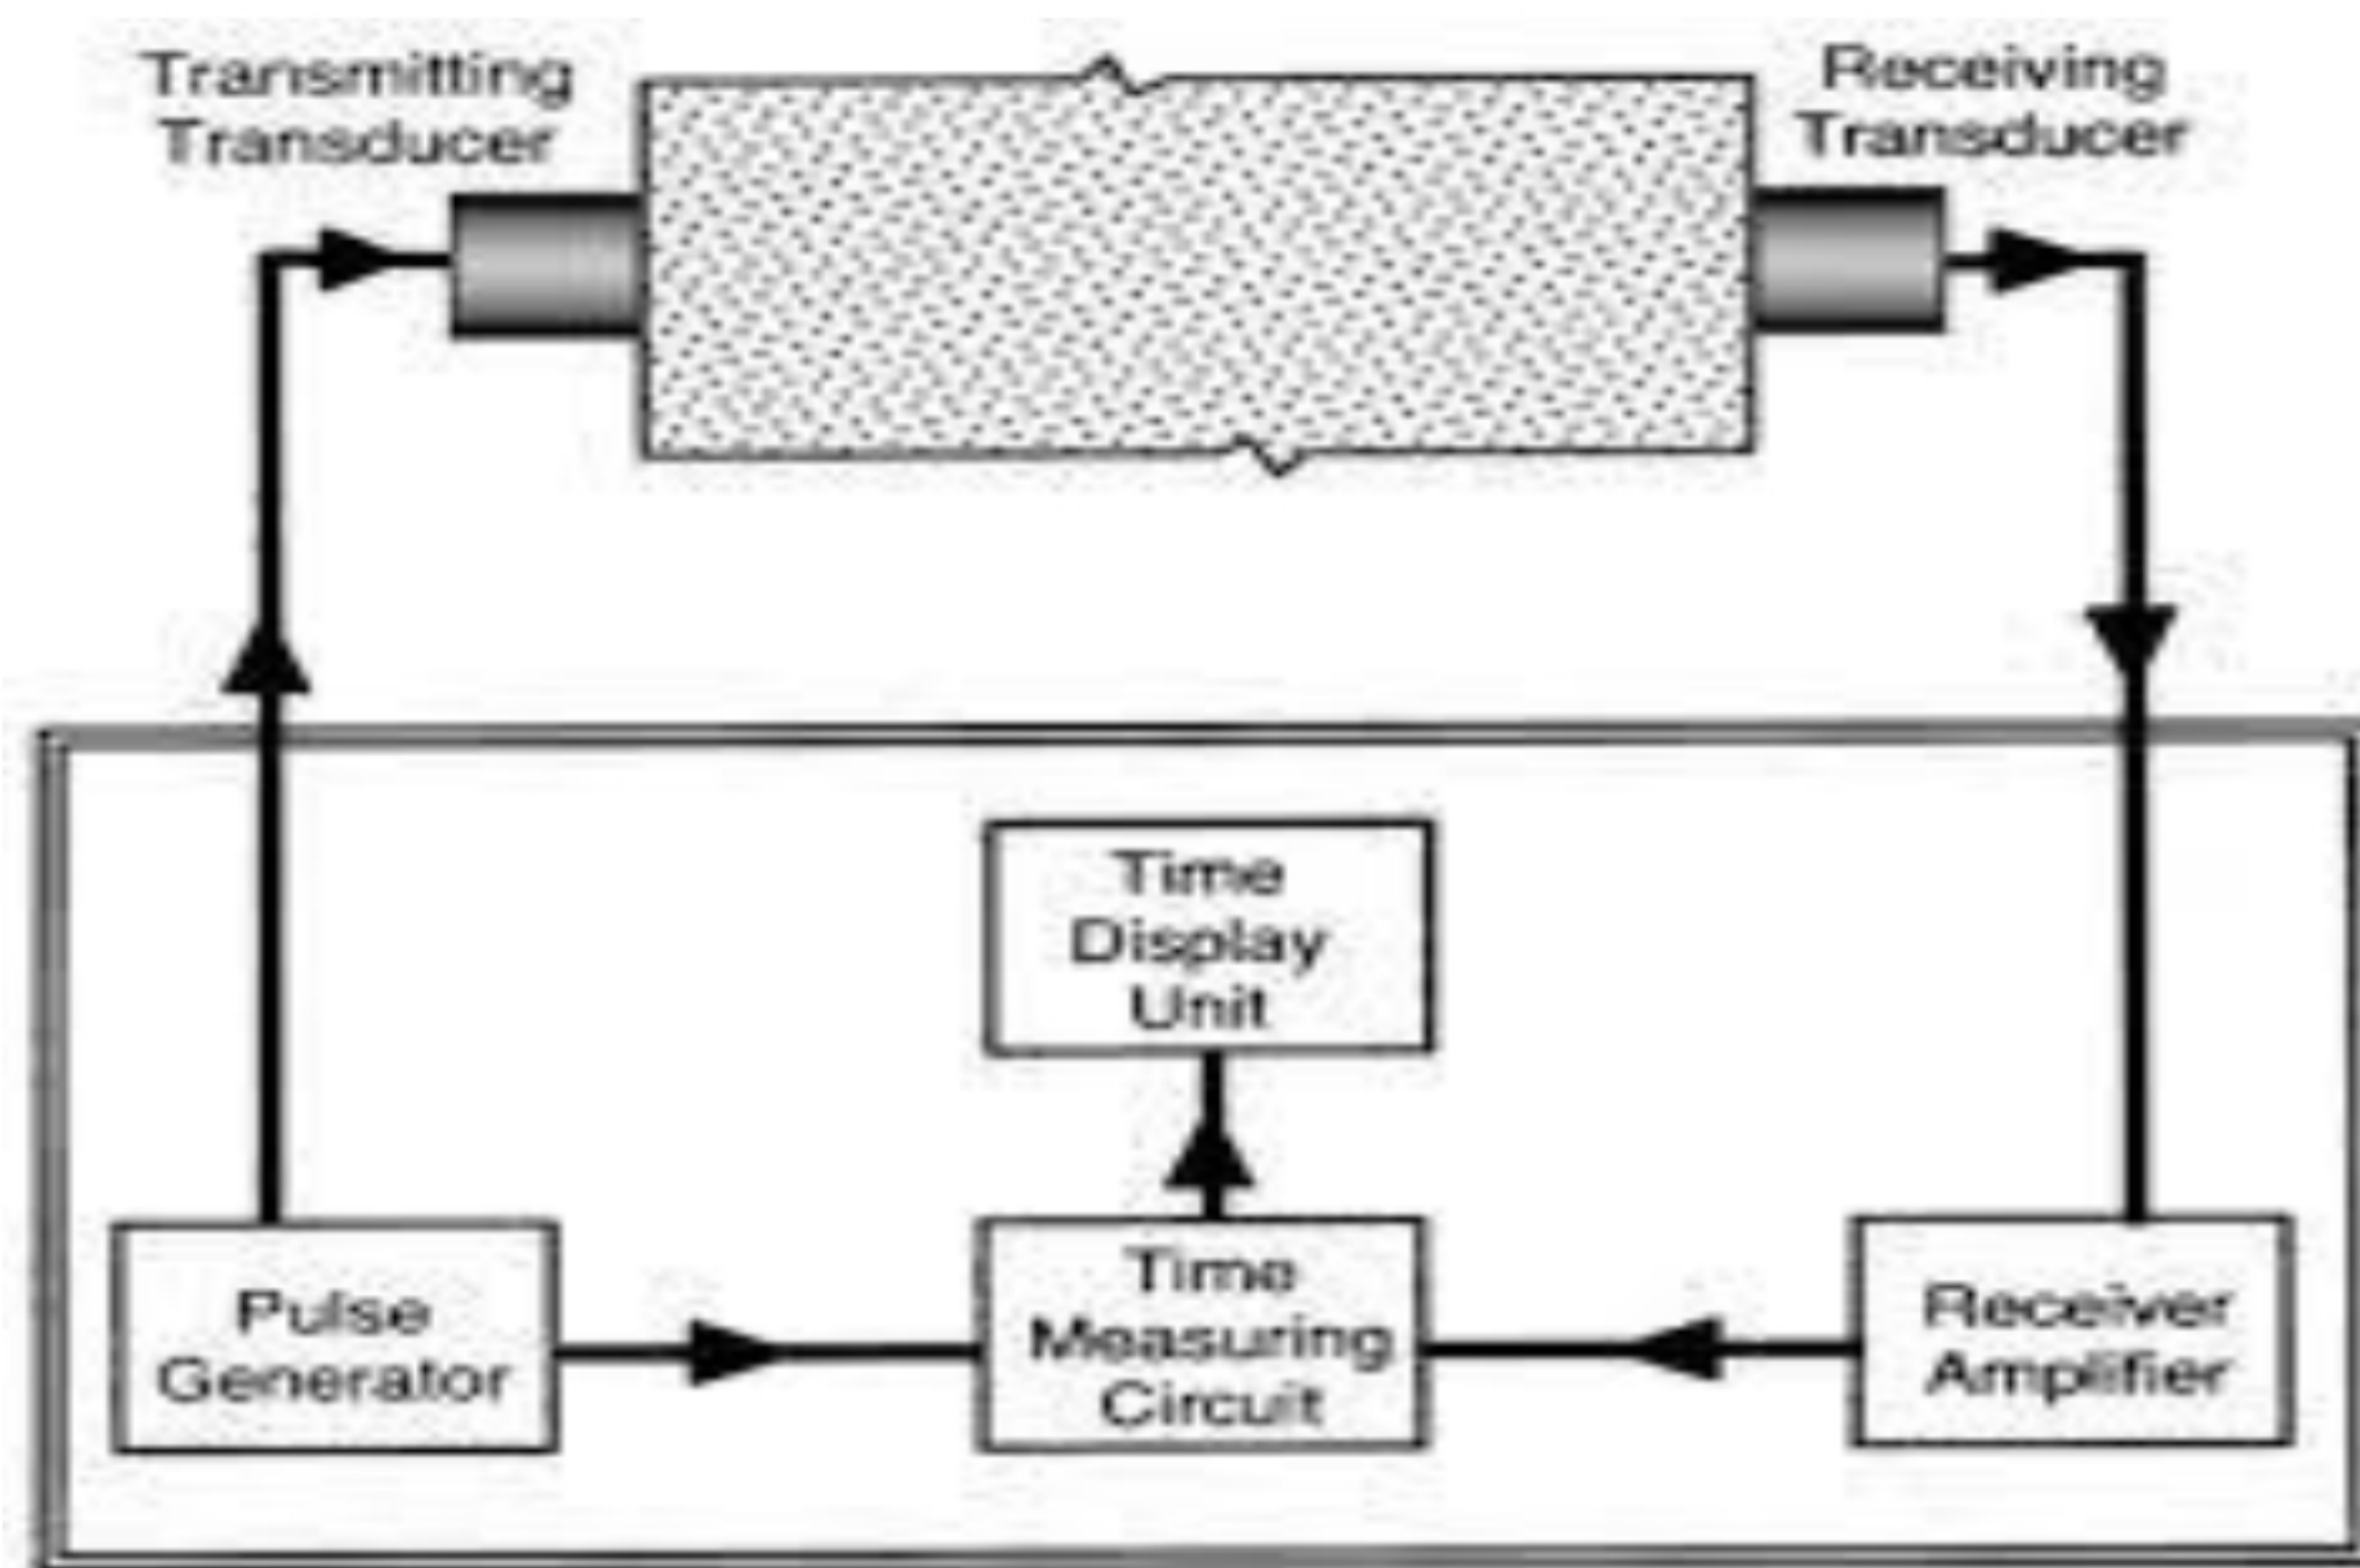 Transmitting
Transducer
Receiving
Transducer
Time
Display
Unit
Pulse
Generator
Time
Measuring
Circuit
Receiver
Amplifier